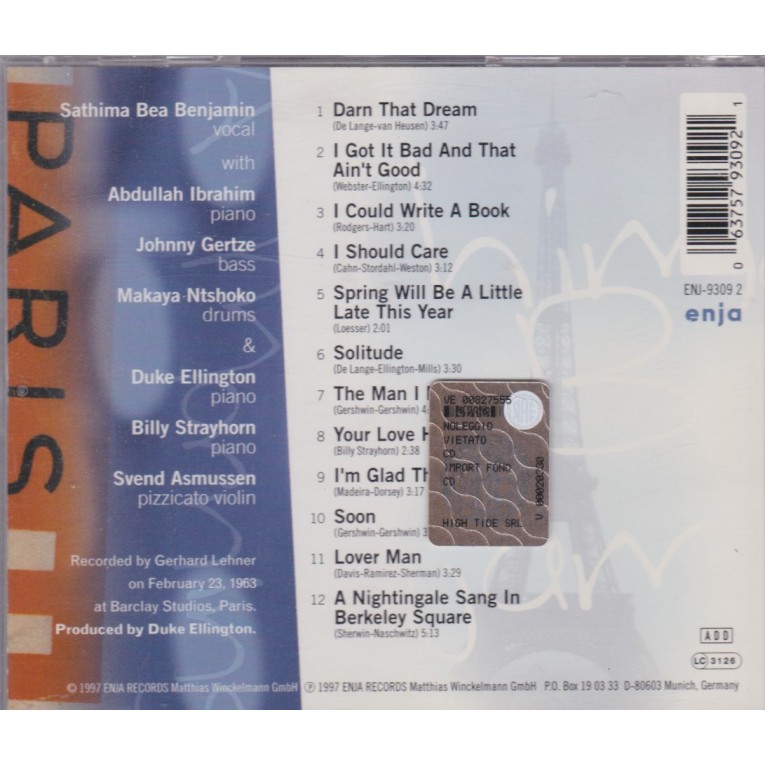 PARIS
Sathima Bea Benjamin
vocal
with
Abdullah Ibrahim
piano
Johnny Gertze
bass
Makaya Ntshoko
drums
&
Duke Ellington
piano
Billy Strayhorn
piano
Svend Asmussen
pizzicato violin
Recorded by Gerhard Lehner
on February 23, 1963
at Barclay Studios, Paris.
Produced by Duke Ellington.
1 Darn That Dream
(De Lange-van Heusen) 3:47
2 I Got It Bad And That
Ain't Good
(Webster-Ellington) 4:32
3 I Could Write A Book
(Rodgers-Hart) 3:20
4 I Should Care
(Cahn-Stordahl-Weston) 3:12
5 Spring Will Be A Little
Late This Year
(Loesser) 2:01
6 Solitude
(De Lange-Ellington-Mills) 3:30
7 The Man I
(Gershwin-Gershwin) 4:
8 Your Love
(Billy Strayhorn) 2:38
9 I'm Glad
(Madeira-Dorsey) 3:17
10 Soon
(Gershwin-Gershwin)
11 Lover Man
(Davis-Ramirez-Sherman) 3:29
12 A Nightingale Sang In
Berkeley Square
(Sherwin-Naschwitz) 5:13
VE 00827555
NOLEGGIO
VIETATO
CD
IMPORT FONO
CD
HIGH TIDE SRL
0 63757 93092 1
ENJ-9309 2
enja
ADD
LC 3126
© 1997 ENJA RECORDS Matthias Winckelmann GmbH ℗ 1997 ENJA RECORDS Matthias Winckelmann GmbH P.O. Box 19 03 33 D-80603 Munich, Germany